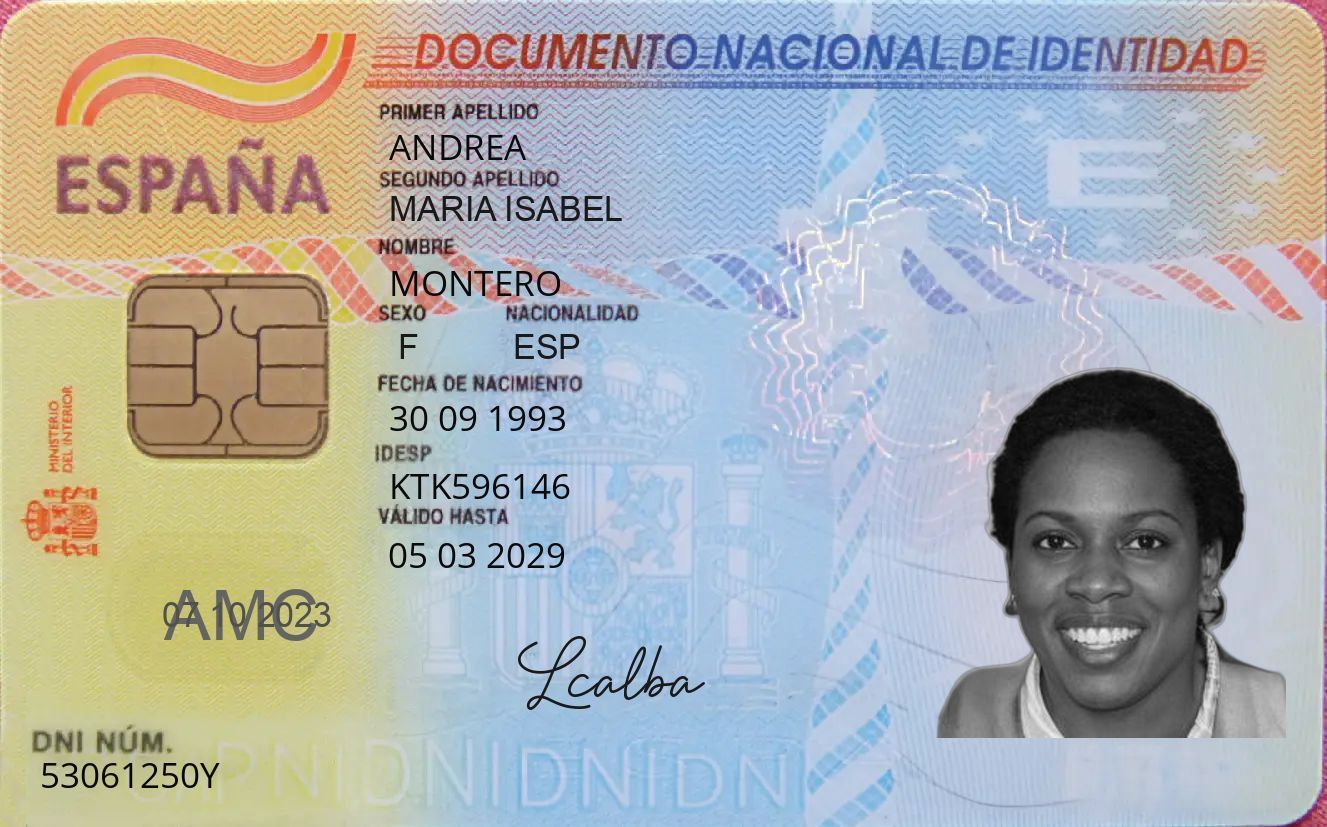 DOCUMENTO NACIONAL DE IDENTIDAD
ESPAÑA
E
PRIMER APELLIDO
ANDREA
SEGUNDO APELLIDO
MARIA ISABEL
NOMBRE
MONTERO
SEXO NACIONALIDAD
F ESP
FECHA DE NACIMIENTO
30 09 1993
IDESP
KTK596146
VÁLIDO HASTA
05 03 2029
MINISTERIO
DEL INTERIOR
AMC
07 10 2023
Lcalba
DNI NÚM.
53061250Y
DNIDNIDNIDN